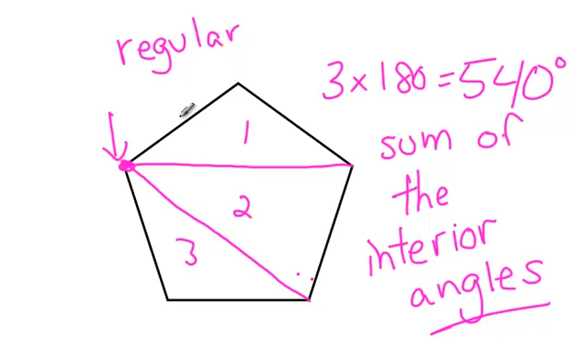 regular
3×180=540°
sum of
the
interior
angles
1
2
3